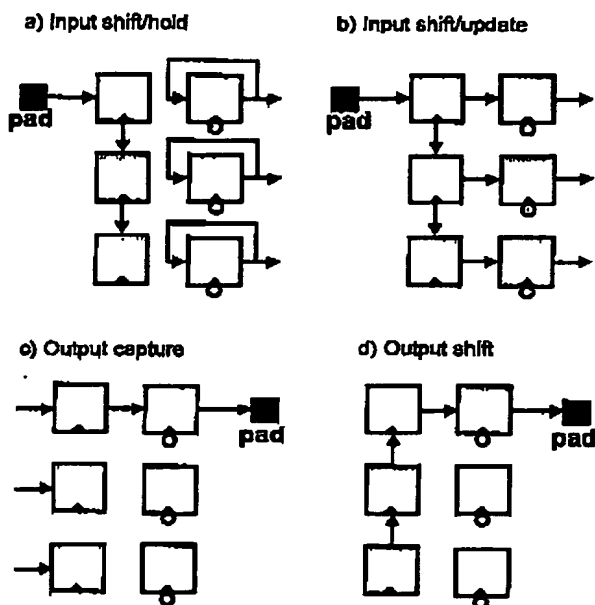 a) Input shift/hold
b) Input shift/update
pad
pad
c) Output capture
d) Output shift
pad
pad